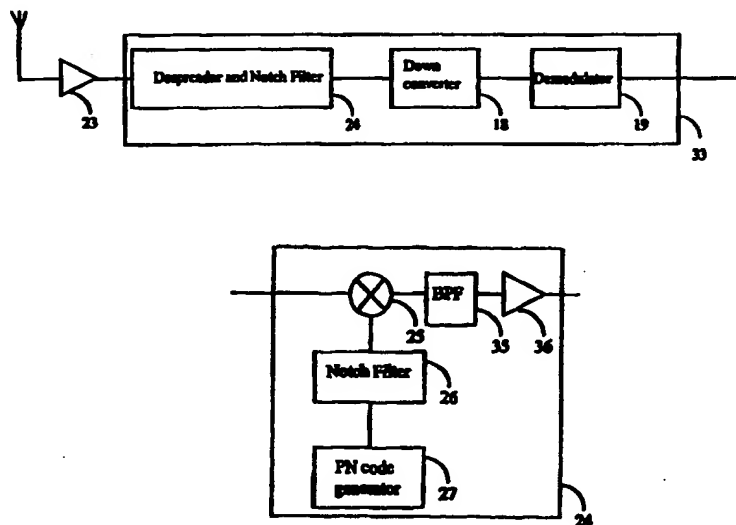 Despreader and Notch Filter
Down
converter
Demodulator
23
24
18
19
33
BPF
25
35
36
Notch Filter
26
PN code
generator
27
24